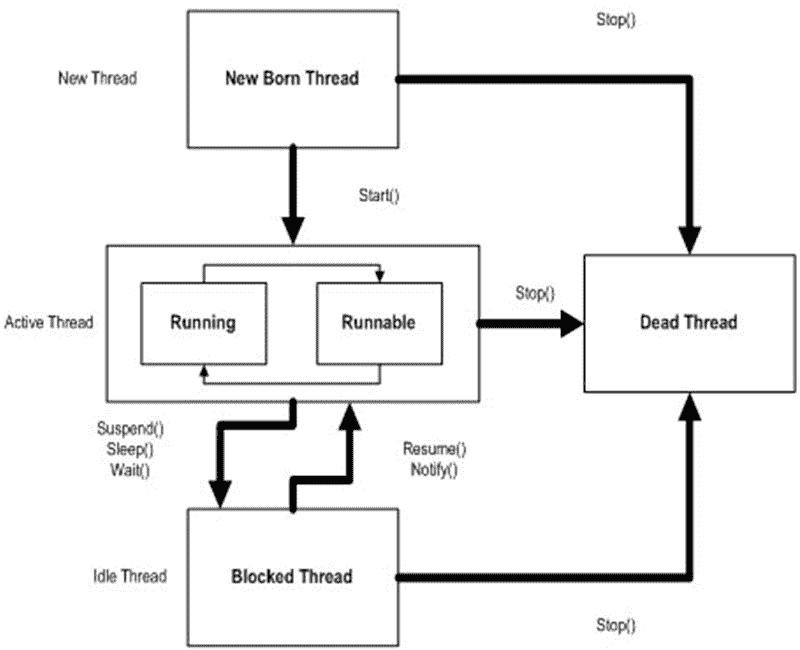 Stop()
New Thread
New Born Thread
Start()
Active Thread
Running
Runnable
Stop()
Dead Thread
Suspend()
Sleep()
Wait()
Resume()
Notify()
Idle Thread
Blocked Thread
Stop()